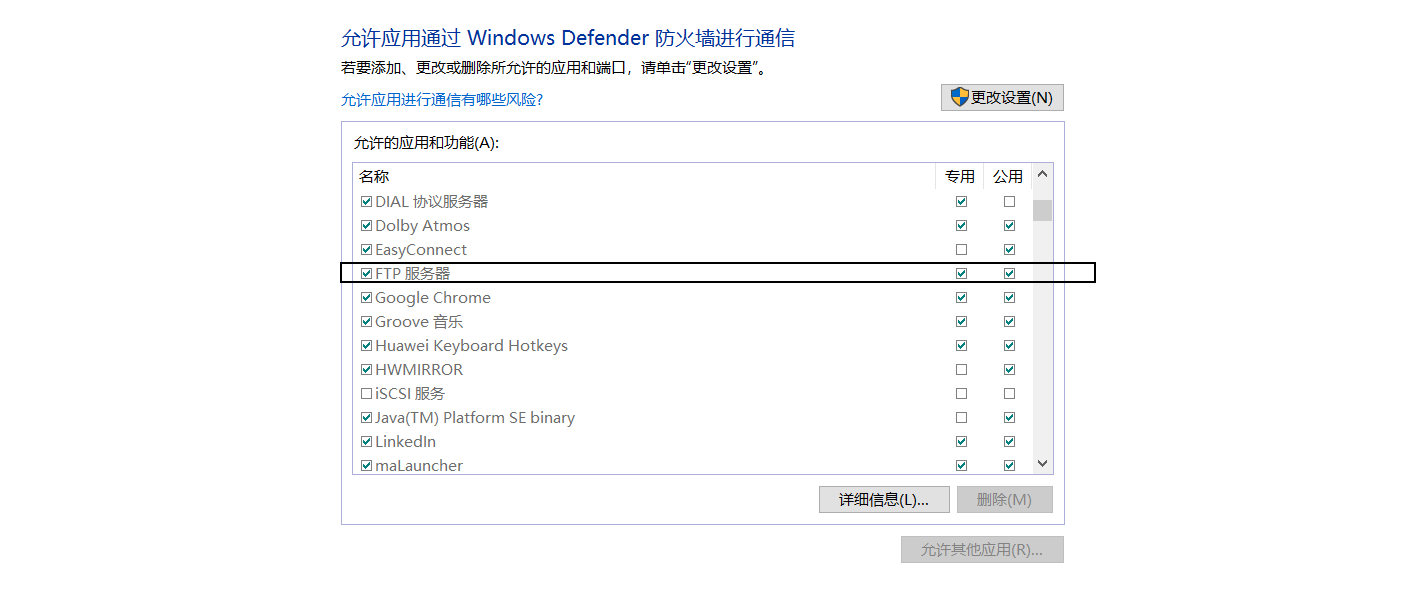 允许应用通过 Windows Defender 防火墙进行通信
若要添加、更改或删除所允许的应用和端口，请单击“更改设置”。
允许应用进行通信有哪些风险?
更改设置(N)
允许的应用和功能(A):
名称 专用 公用
DIAL 协议服务器
Dolby Atmos
EasyConnect
FTP 服务器
Google Chrome
Groove 音乐
Huawei Keyboard Hotkeys
HWMIRROR
iSCSI 服务
Java(TM) Platform SE binary
LinkedIn
maLauncher
详细信息(L)... 删除(M)
允许其他应用(R)...